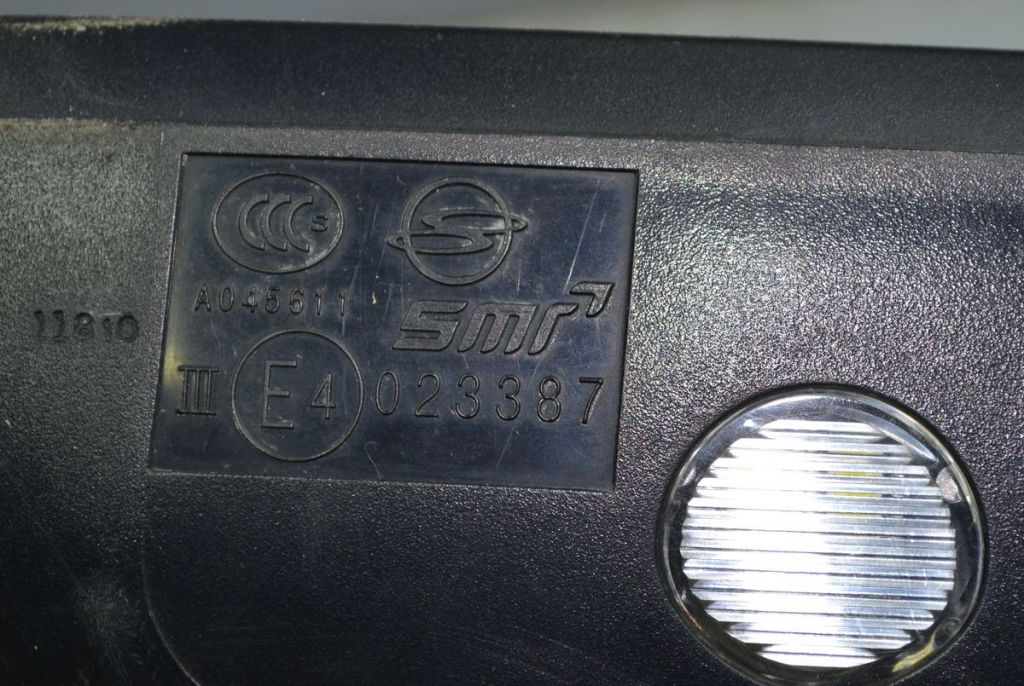 CCC S
A045611
smr
11810
III E4 023387